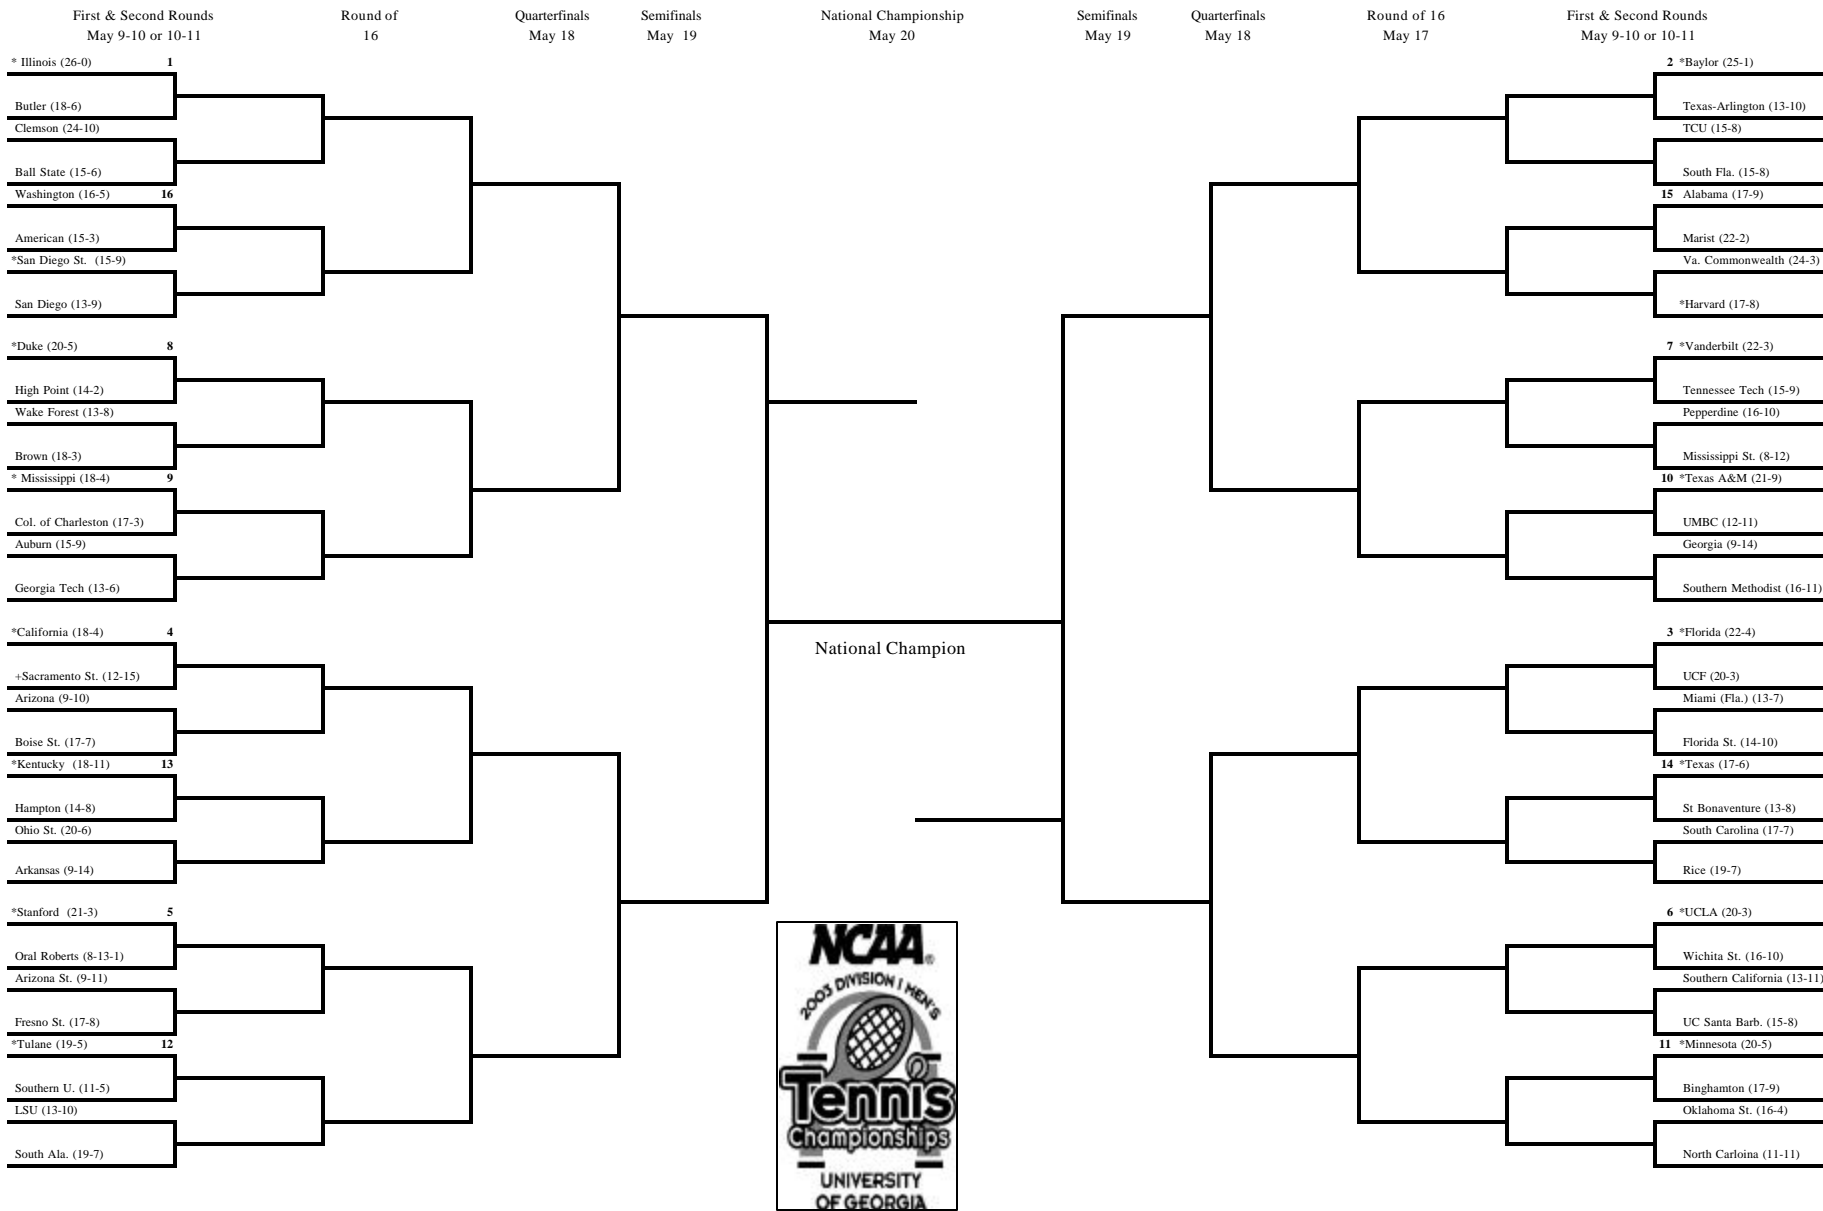 First & Second Rounds
May 9-10 or 10-11
Round of
16
Quarterfinals
May 18
Semifinals
May 19
National Championship
May 20
Semifinals
May 19
Quarterfinals
May 18
Round of 16
May 17
First & Second Rounds
May 9-10 or 10-11
* Illinois (26-0) 1
Butler (18-6)
Clemson (24-10)
Ball State (15-6)
Washington (16-5) 16
American (15-3)
*San Diego St. (15-9)
San Diego (13-9)
*Duke (20-5) 8
High Point (14-2)
Wake Forest (13-8)
Brown (18-3)
* Mississippi (18-4) 9
Col. of Charleston (17-3)
Auburn (15-9)
Georgia Tech (13-6)
*California (18-4) 4
+Sacramento St. (12-15)
Arizona (9-10)
Boise St. (17-7)
*Kentucky (18-11) 13
Hampton (14-8)
Ohio St. (20-6)
Arkansas (9-14)
*Stanford (21-3) 5
Oral Roberts (8-13-1)
Arizona St. (9-11)
Fresno St. (17-8)
*Tulane (19-5) 12
Southern U. (11-5)
LSU (13-10)
South Ala. (19-7)
National Champion
NCAA®
2003 DIVISION I MEN'S
Tennis
Championships
UNIVERSITY
OF GEORGIA
2 *Baylor (25-1)
Texas-Arlington (13-10)
TCU (15-8)
South Fla. (15-8)
15 Alabama (17-9)
Marist (22-2)
Va. Commonwealth (24-3)
*Harvard (17-8)
7 *Vanderbilt (22-3)
Tennessee Tech (15-9)
Pepperdine (16-10)
Mississippi St. (8-12)
10 *Texas A&M (21-9)
UMBC (12-11)
Georgia (9-14)
Southern Methodist (16-11)
3 *Florida (22-4)
UCF (20-3)
Miami (Fla.) (13-7)
Florida St. (14-10)
14 *Texas (17-6)
St Bonaventure (13-8)
South Carolina (17-7)
Rice (19-7)
6 *UCLA (20-3)
Wichita St. (16-10)
Southern California (13-11)
UC Santa Barb. (15-8)
11 *Minnesota (20-5)
Binghamton (17-9)
Oklahoma St. (16-4)
North Carloina (11-11)